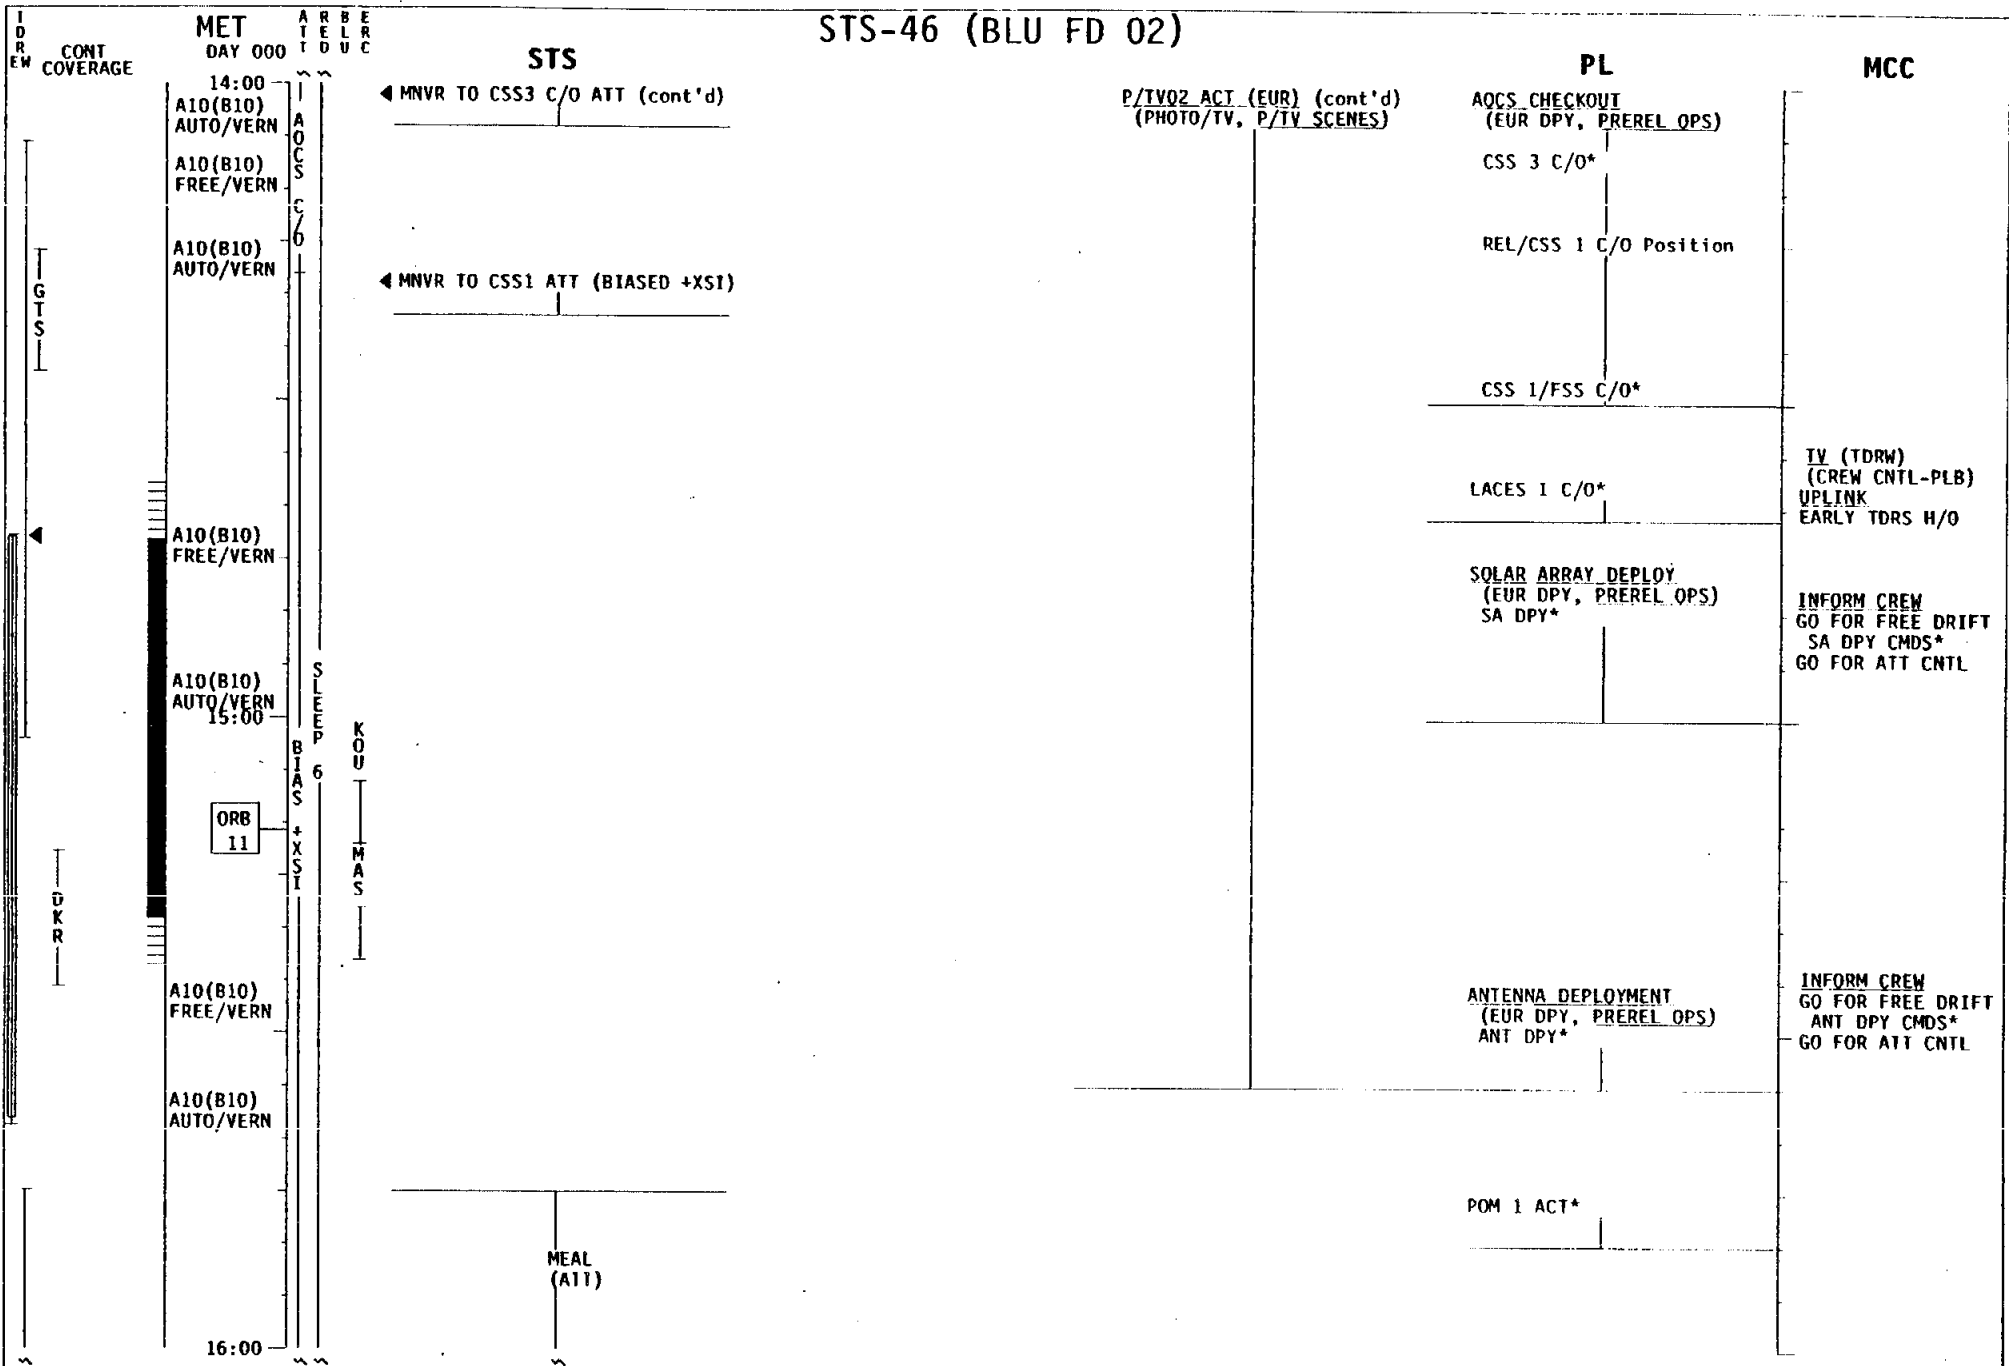 STS-46 (BLU FD 02)
TDREW
CONT
COVERAGE
MET
DAY 000
ATT
RED
BLU
ERC
STS
PL
MCC
14:00
A10(B10)
AUTO/VERN
A10(B10)
FREE/VERN
A10(B10)
AUTO/VERN
A10(B10)
FREE/VERN
A10(B10)
AUTO/VERN
15:00
ORB
11
A10(B10)
FREE/VERN
A10(B10)
AUTO/VERN
16:00
GTS
DKR
AOCS C/O
BIAS +XSI
SLEEP 6
KOU
MAS
MNVR TO CSS3 C/O ATT (cont'd)
MNVR TO CSS1 ATT (BIASED +XSI)
MEAL
(All)
P/TV02 ACT (EUR) (cont'd)
(PHOTO/TV, P/TV SCENES)
AOCS CHECKOUT
(EUR DPY, PREREL OPS)
CSS 3 C/O*
REL/CSS 1 C/O Position
CSS 1/FSS C/O*
LACES I C/O*
SOLAR ARRAY DEPLOY
(EUR DPY, PREREL OPS)
SA DPY*
ANTENNA DEPLOYMENT
(EUR DPY, PREREL OPS)
ANT DPY*
POM 1 ACT*
TV (TDRW)
(CREW CNTL-PLB)
UPLINK
EARLY TDRS H/O
INFORM CREW
GO FOR FREE DRIFT
SA DPY CMDS*
GO FOR ATT CNTL
INFORM CREW
GO FOR FREE DRIFT
ANT DPY CMDS*
GO FOR ATT CNTL